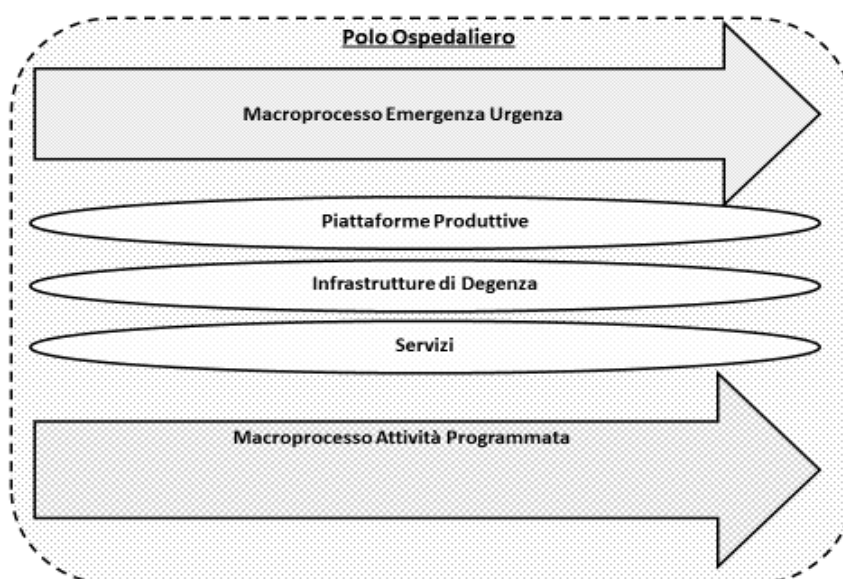 Polo Ospedaliero
Macroprocesso Emergenza Urgenza
Piattaforme Produttive
Infrastrutture di Degenza
Servizi
Macroprocesso Attività Programmata